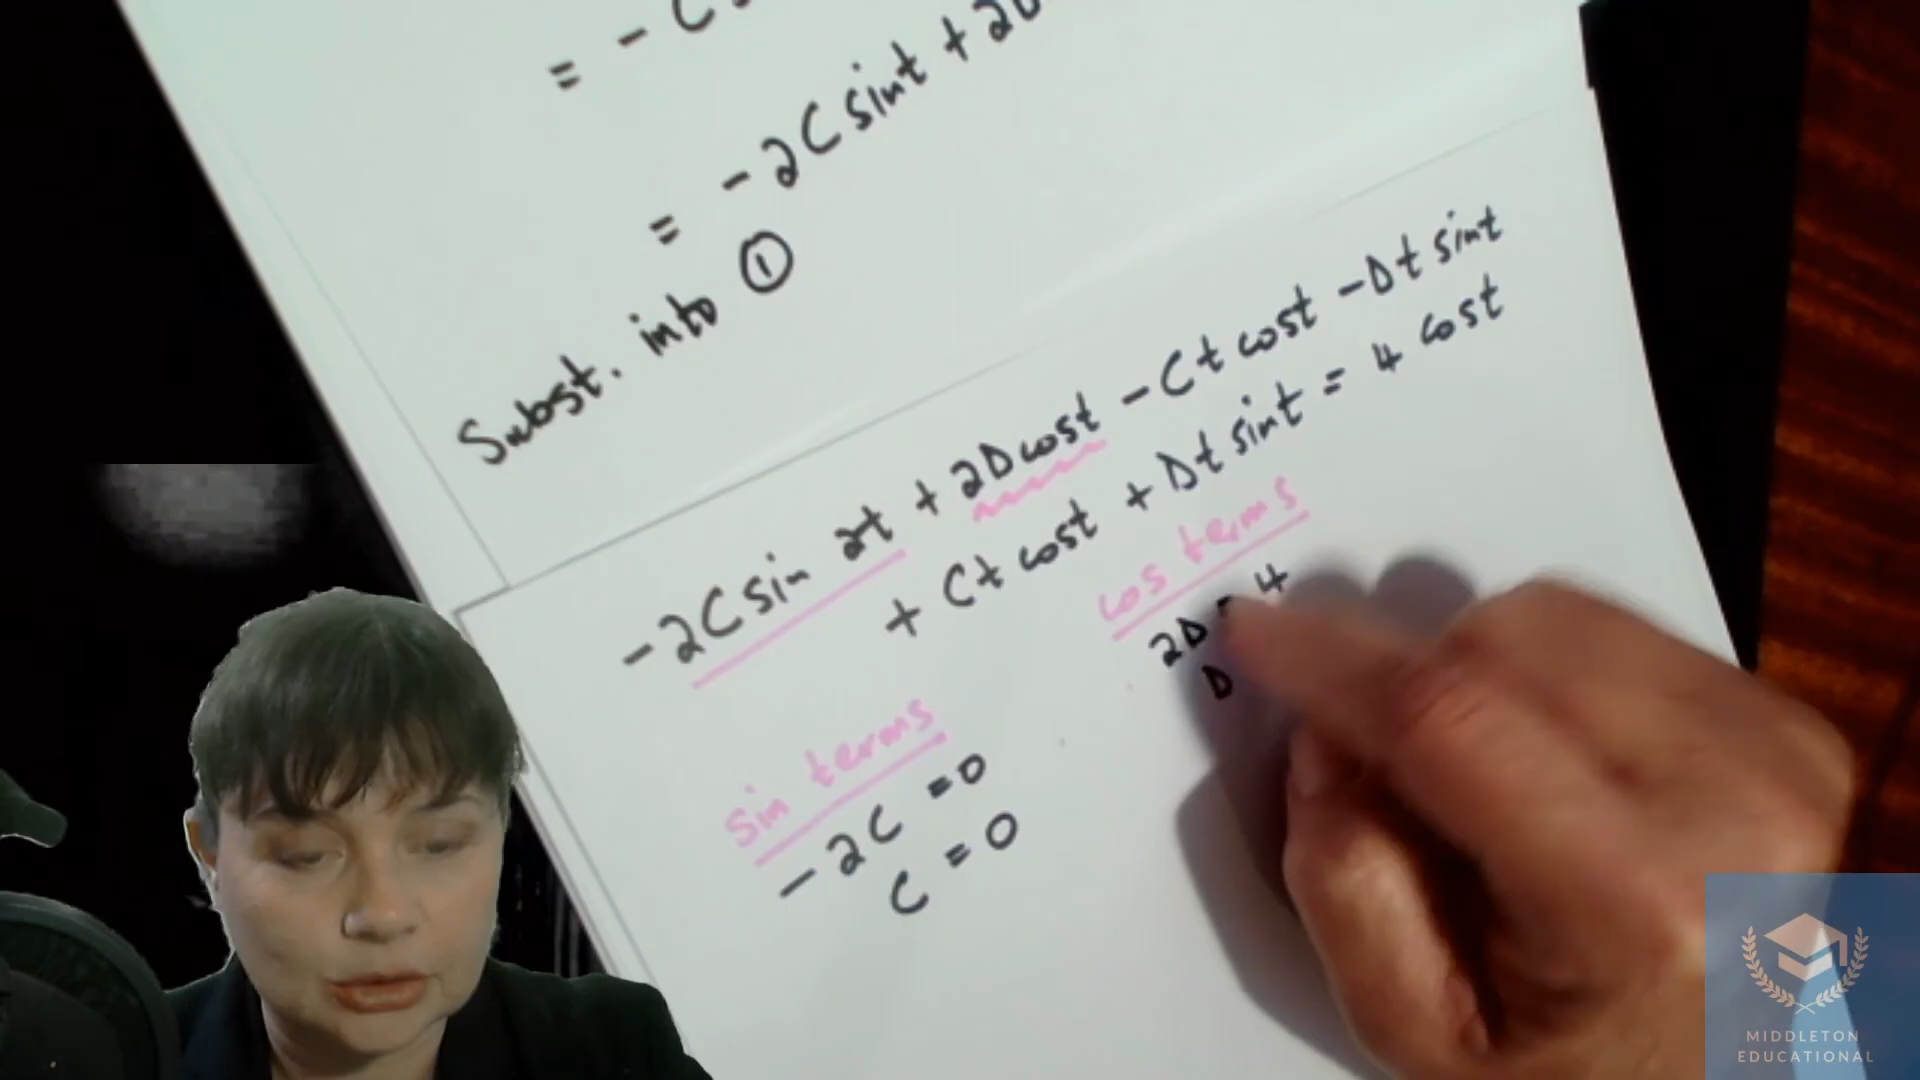 = - C
= -2C sint + 2D
Subst. into ①
-2C sin 2t + 2D cost - Ct cost - Dt sint
+ Ct cost + Dt sint = 4 cost
sin terms
-2C = 0
C = 0
cos terms
2D = 4
D
MIDDLETON
EDUCATIONAL